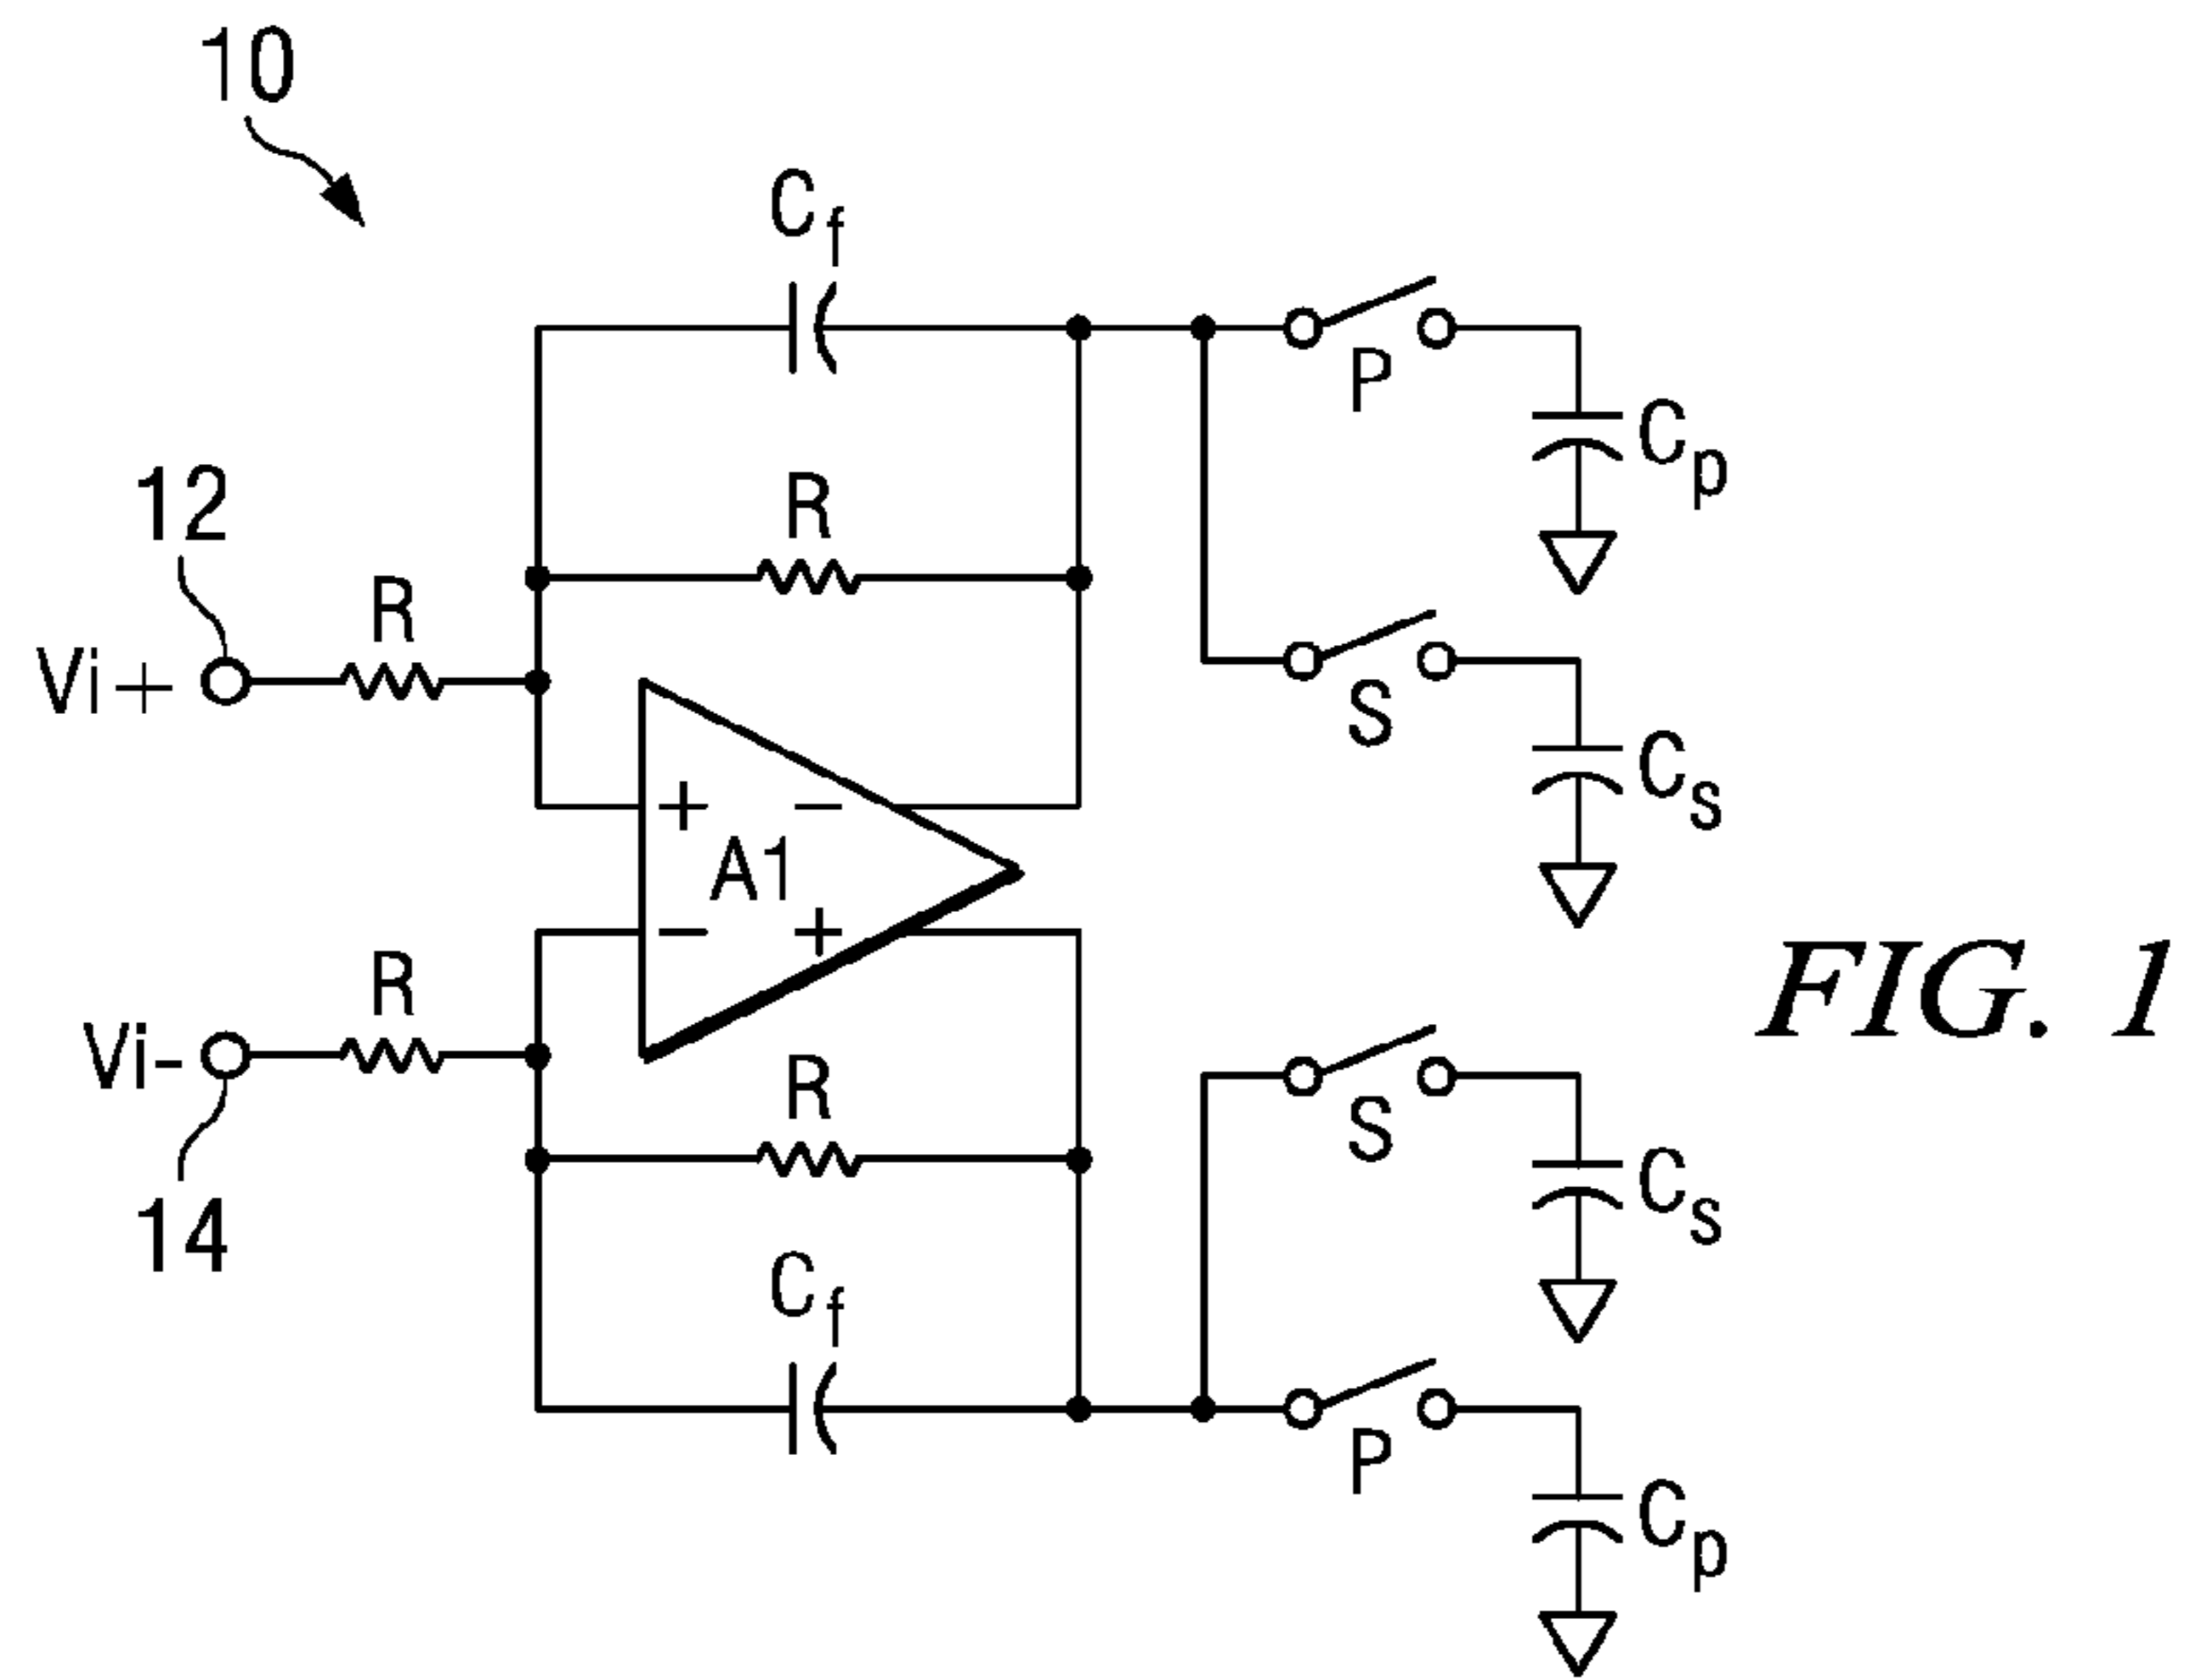 10
Cf
P
Cp
R
12
R
Vi+
S
Cs
+ −
A1
− +
FIG. 1
R
Vi-
R
S
Cs
14
Cf
P
Cp